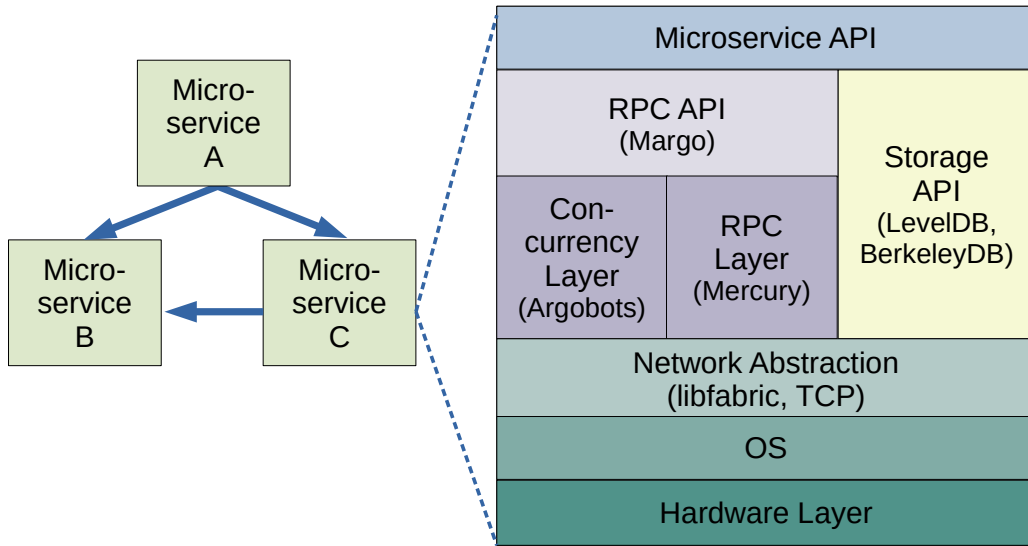 Micro-
service
A
Micro-
service
B
Micro-
service
C
Microservice API
RPC API
(Margo)
Con-
currency
Layer
(Argobots)
RPC
Layer
(Mercury)
Storage
API
(LevelDB,
BerkeleyDB)
Network Abstraction
(libfabric, TCP)
OS
Hardware Layer